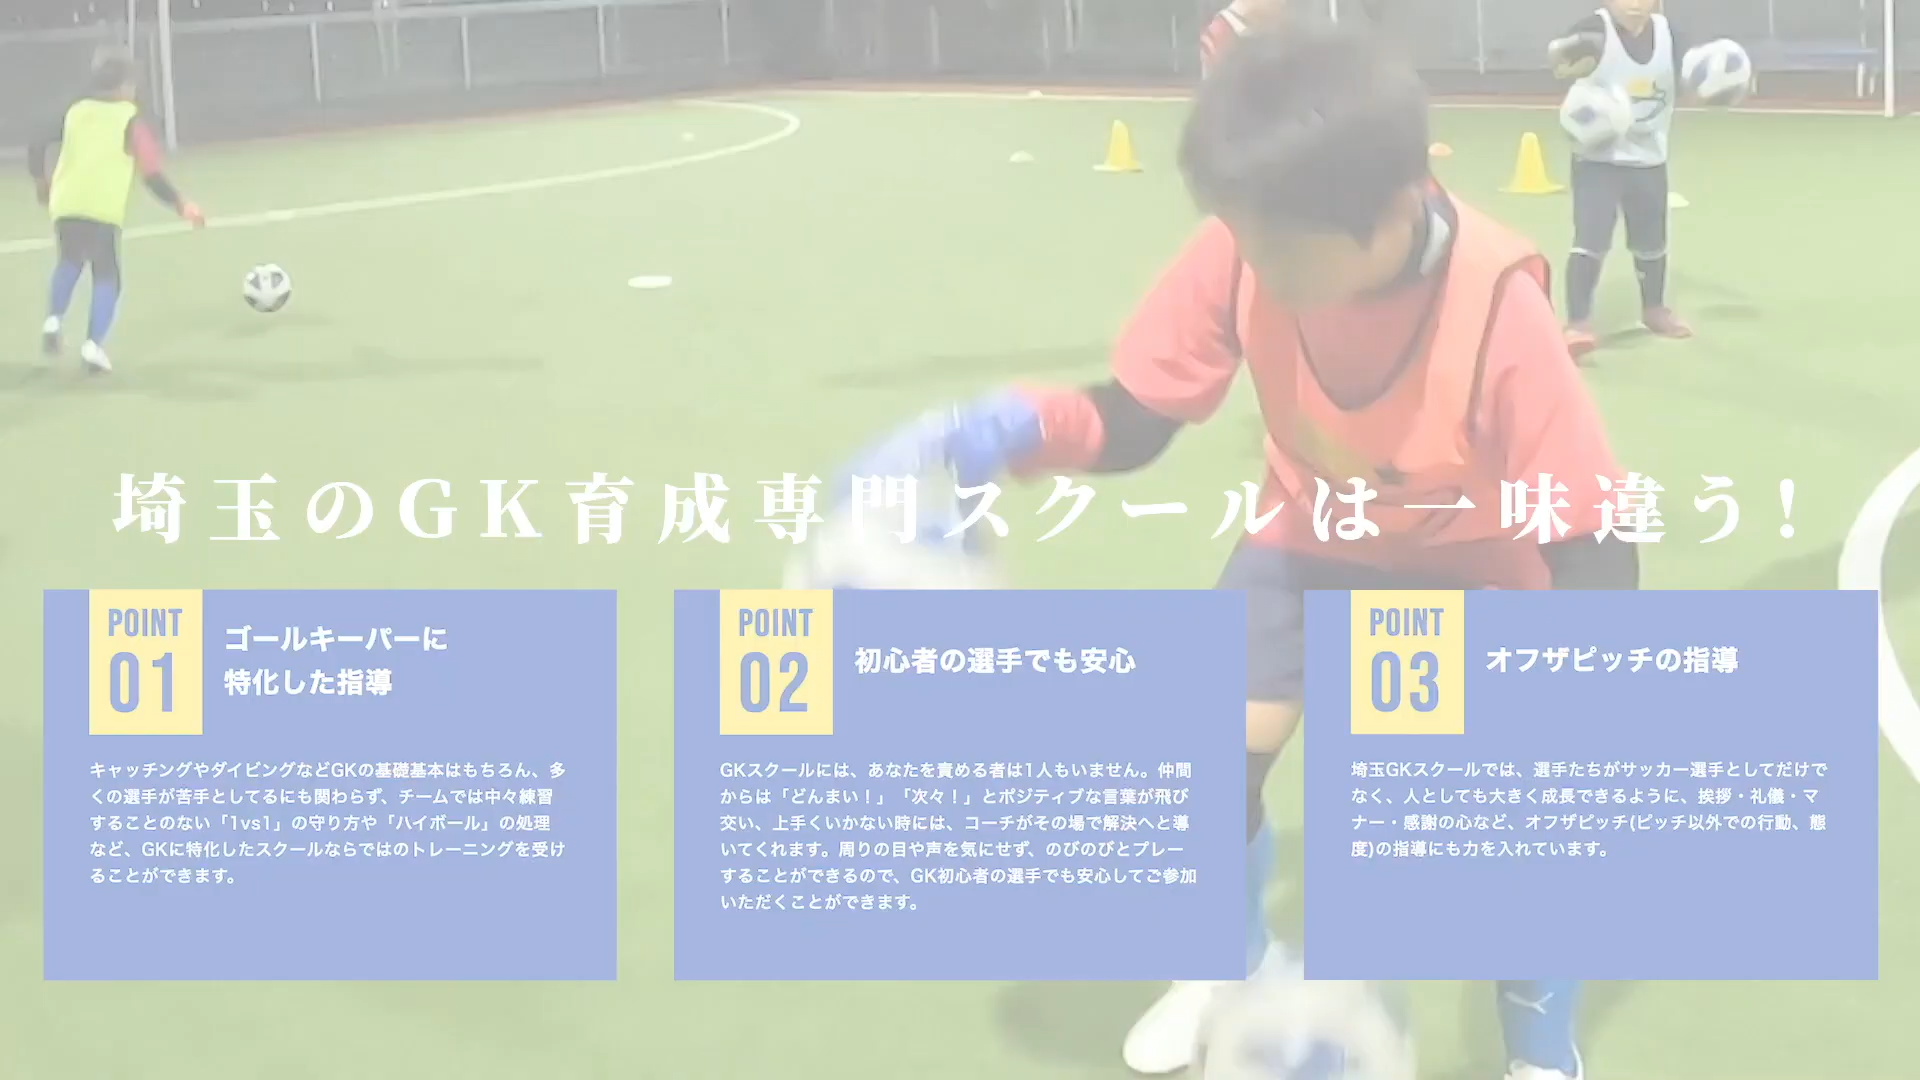 埼玉のGK育成専門スクールは一味違う!
POINT
01
ゴールキーパーに
特化した指導
キャッチングやダイビングなどGKの基礎基本はもちろん、多
くの選手が苦手としてるにも関わらず、チームでは中々練習
することのない「1vs1」の守り方や「ハイボール」の処理
など、GKに特化したスクールならではのトレーニングを受け
ることができます。
POINT
02
初心者の選手でも安心
GKスクールには、あなたを責める者は1人もいません。仲間
からは「どんまい！」「次々！」とポジティブな言葉が飛び
交い、上手くいかない時には、コーチがその場で解決へと導
いてくれます。周りの目や声を気にせず、のびのびとプレー
することができるので、GK初心者の選手でも安心してご参加
いただくことができます。
POINT
03
オフザピッチの指導
埼玉GKスクールでは、選手たちがサッカー選手としてだけで
なく、人としても大きく成長できるように、挨拶・礼儀・マ
ナー・感謝の心など、オフザピッチ(ピッチ以外での行動、態
度)の指導にも力を入れています。